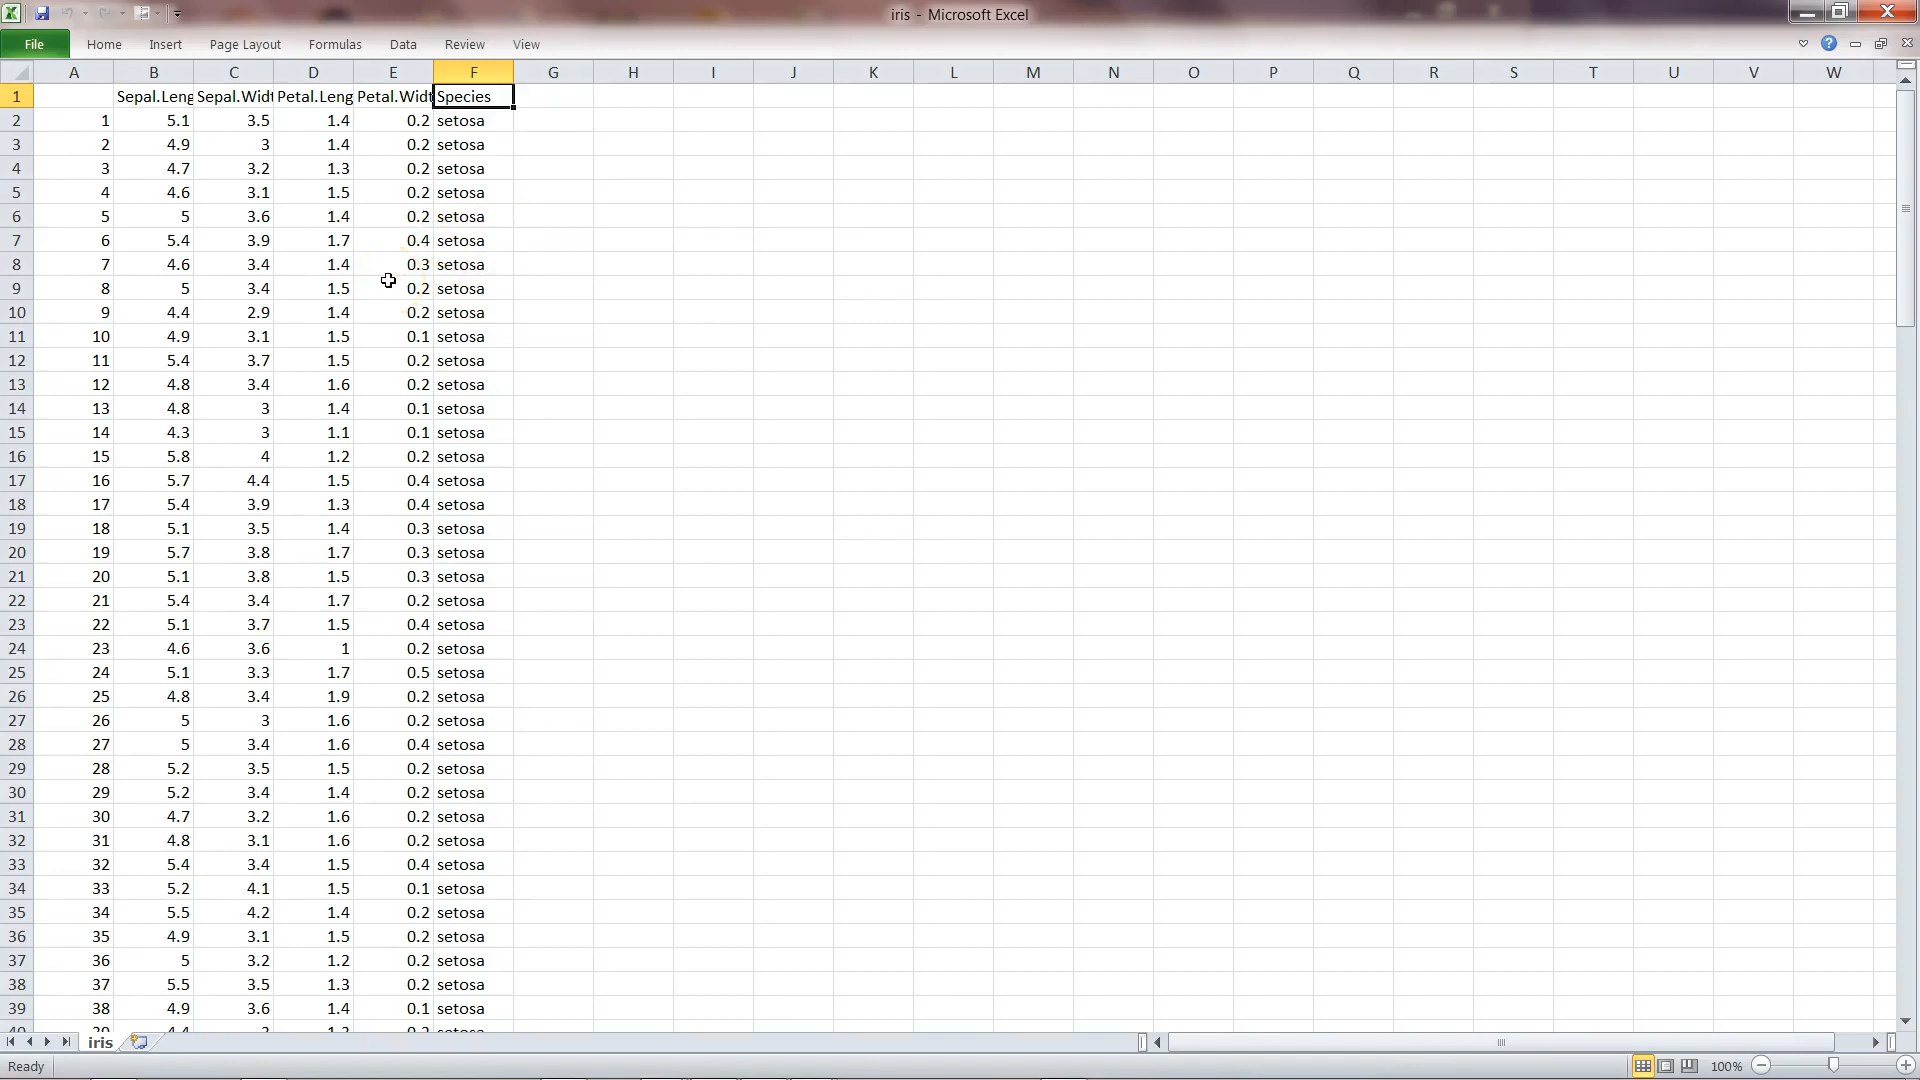 iris - Microsoft Excel
File Home Insert Page Layout Formulas Data Review View
A B C D E F G H I J K L M N O P Q R S T U V W
1 Sepal.Leng Sepal.Widt Petal.Leng Petal.Widt Species
2 1 5.1 3.5 1.4 0.2 setosa
3 2 4.9 3 1.4 0.2 setosa
4 3 4.7 3.2 1.3 0.2 setosa
5 4 4.6 3.1 1.5 0.2 setosa
6 5 5 3.6 1.4 0.2 setosa
7 6 5.4 3.9 1.7 0.4 setosa
8 7 4.6 3.4 1.4 0.3 setosa
9 8 5 3.4 1.5 0.2 setosa
10 9 4.4 2.9 1.4 0.2 setosa
11 10 4.9 3.1 1.5 0.1 setosa
12 11 5.4 3.7 1.5 0.2 setosa
13 12 4.8 3.4 1.6 0.2 setosa
14 13 4.8 3 1.4 0.1 setosa
15 14 4.3 3 1.1 0.1 setosa
16 15 5.8 4 1.2 0.2 setosa
17 16 5.7 4.4 1.5 0.4 setosa
18 17 5.4 3.9 1.3 0.4 setosa
19 18 5.1 3.5 1.4 0.3 setosa
20 19 5.7 3.8 1.7 0.3 setosa
21 20 5.1 3.8 1.5 0.3 setosa
22 21 5.4 3.4 1.7 0.2 setosa
23 22 5.1 3.7 1.5 0.4 setosa
24 23 4.6 3.6 1 0.2 setosa
25 24 5.1 3.3 1.7 0.5 setosa
26 25 4.8 3.4 1.9 0.2 setosa
27 26 5 3 1.6 0.2 setosa
28 27 5 3.4 1.6 0.4 setosa
29 28 5.2 3.5 1.5 0.2 setosa
30 29 5.2 3.4 1.4 0.2 setosa
31 30 4.7 3.2 1.6 0.2 setosa
32 31 4.8 3.1 1.6 0.2 setosa
33 32 5.4 3.4 1.5 0.4 setosa
34 33 5.2 4.1 1.5 0.1 setosa
35 34 5.5 4.2 1.4 0.2 setosa
36 35 4.9 3.1 1.5 0.2 setosa
37 36 5 3.2 1.2 0.2 setosa
38 37 5.5 3.5 1.3 0.2 setosa
39 38 4.9 3.6 1.4 0.1 setosa
iris
Ready 100%